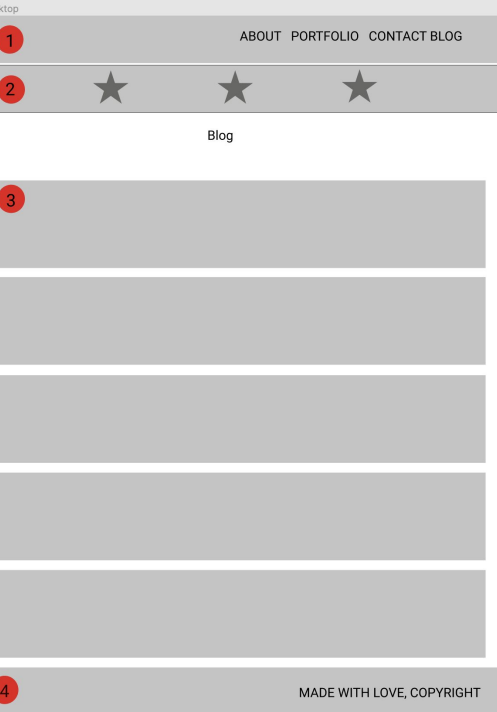 ktop
1
ABOUT PORTFOLIO CONTACT BLOG
2
Blog
3
4
MADE WITH LOVE, COPYRIGHT